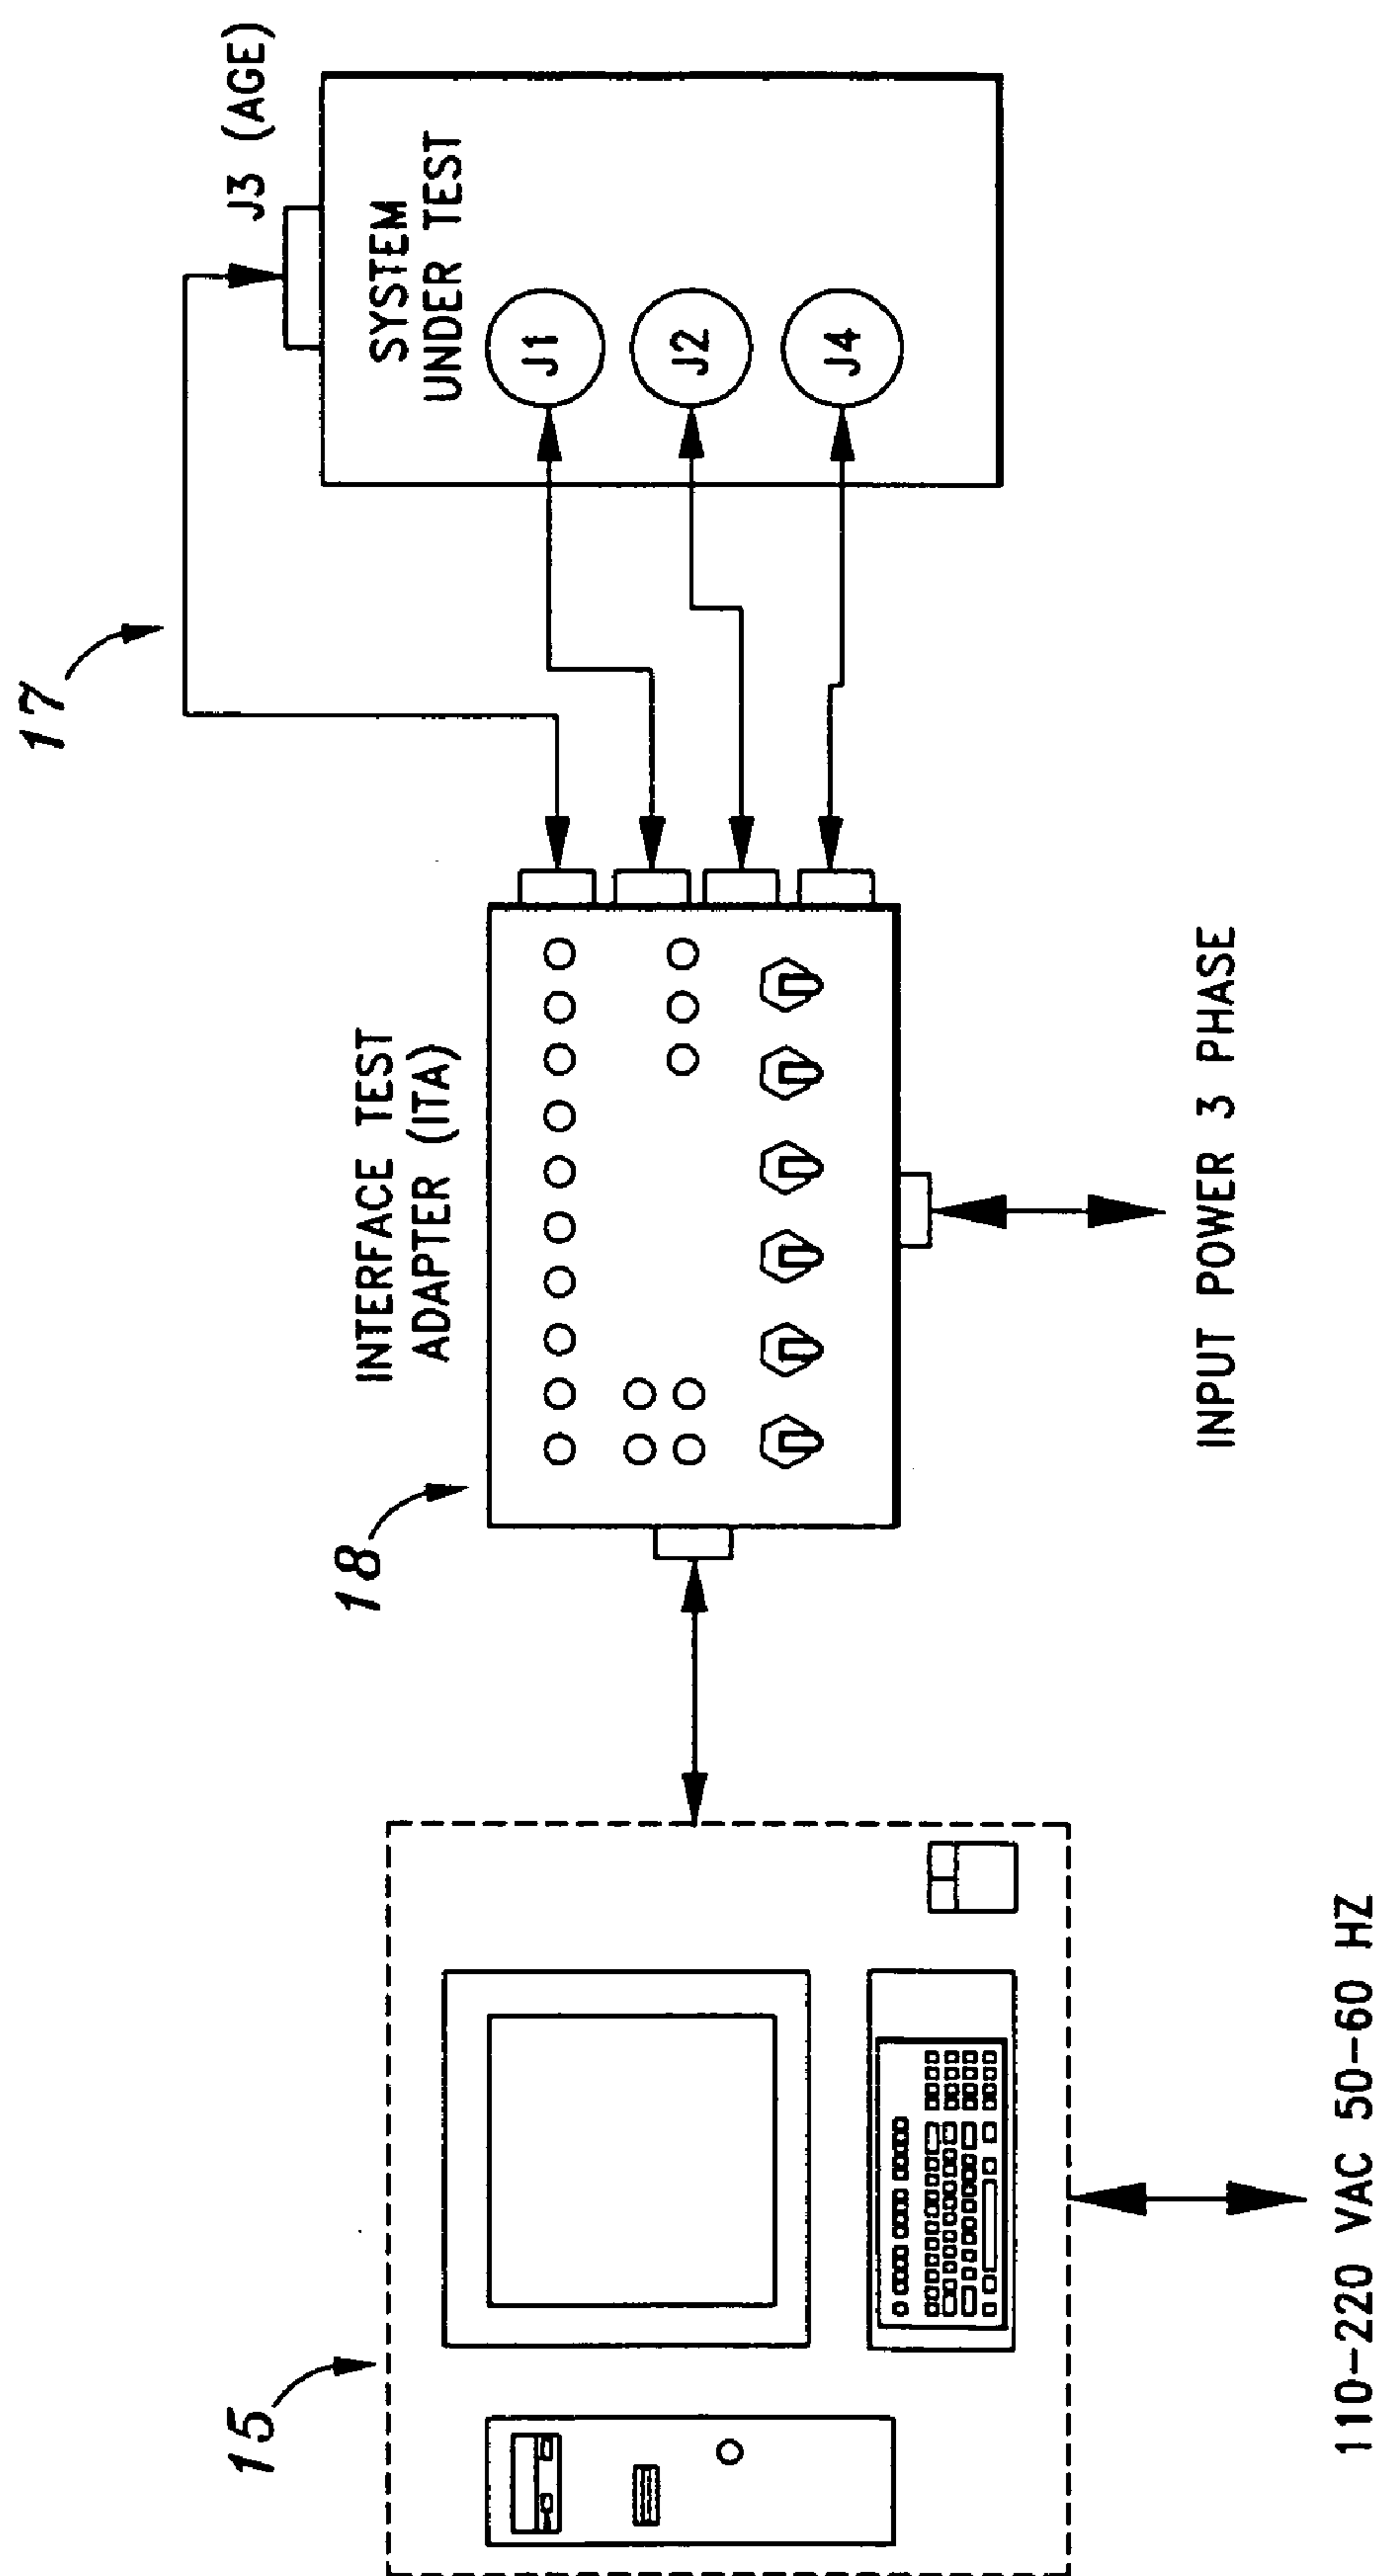 15
110-220 VAC 50-60 HZ
18
INTERFACE TEST
ADAPTER (ITA)
INPUT POWER 3 PHASE
17
J3 (AGE)
SYSTEM
UNDER TEST
J1
J2
J4